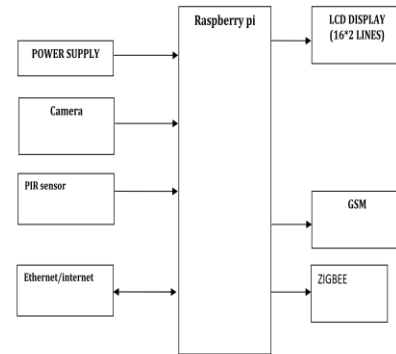 Raspberry pi
POWER SUPPLY
Camera
PIR sensor
Ethernet/internet
LCD DISPLAY
(16*2 LINES)
GSM
ZIGBEE